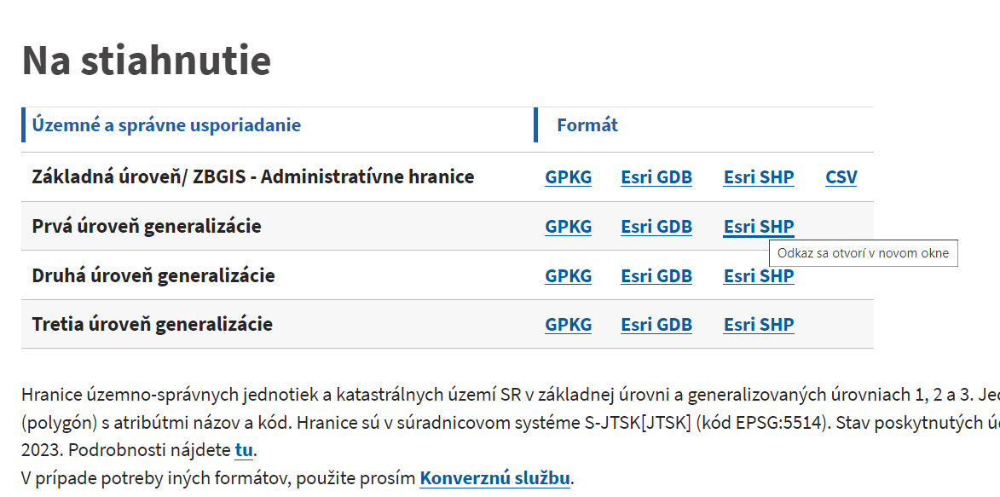 Na stiahnutie
Územné a správne usporiadanie Formát
Základná úroveň/ ZBGIS - Administratívne hranice GPKG Esri GDB Esri SHP CSV
Prvá úroveň generalizácie GPKG Esri GDB Esri SHP
Odkaz sa otvorí v novom okne
Druhá úroveň generalizácie GPKG Esri GDB Esri SHP
Tretia úroveň generalizácie GPKG Esri GDB Esri SHP
Hranice územno-správnych jednotiek a katastrálnych území SR v základnej úrovni a generalizovaných úrovniach 1, 2 a 3.
(polygón) s atribútmi názov a kód. Hranice sú v súradnicovom systéme S-JTSK[JTSK] (kód EPSG:5514). Stav poskytnutých
2023. Podrobnosti nájdete tu.
V prípade potreby iných formátov, použite prosím Konverznú službu.